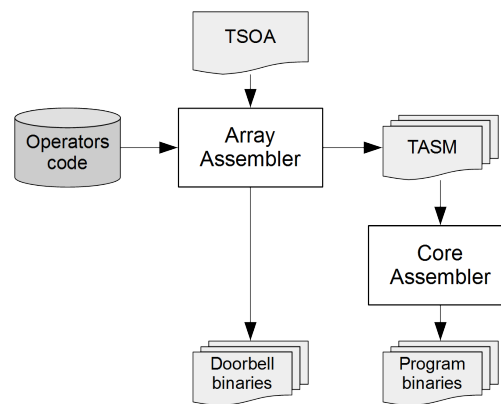 TSOA
Operators
code
Array
Assembler
TASM
Core
Assembler
Doorbell
binaries
Program
binaries